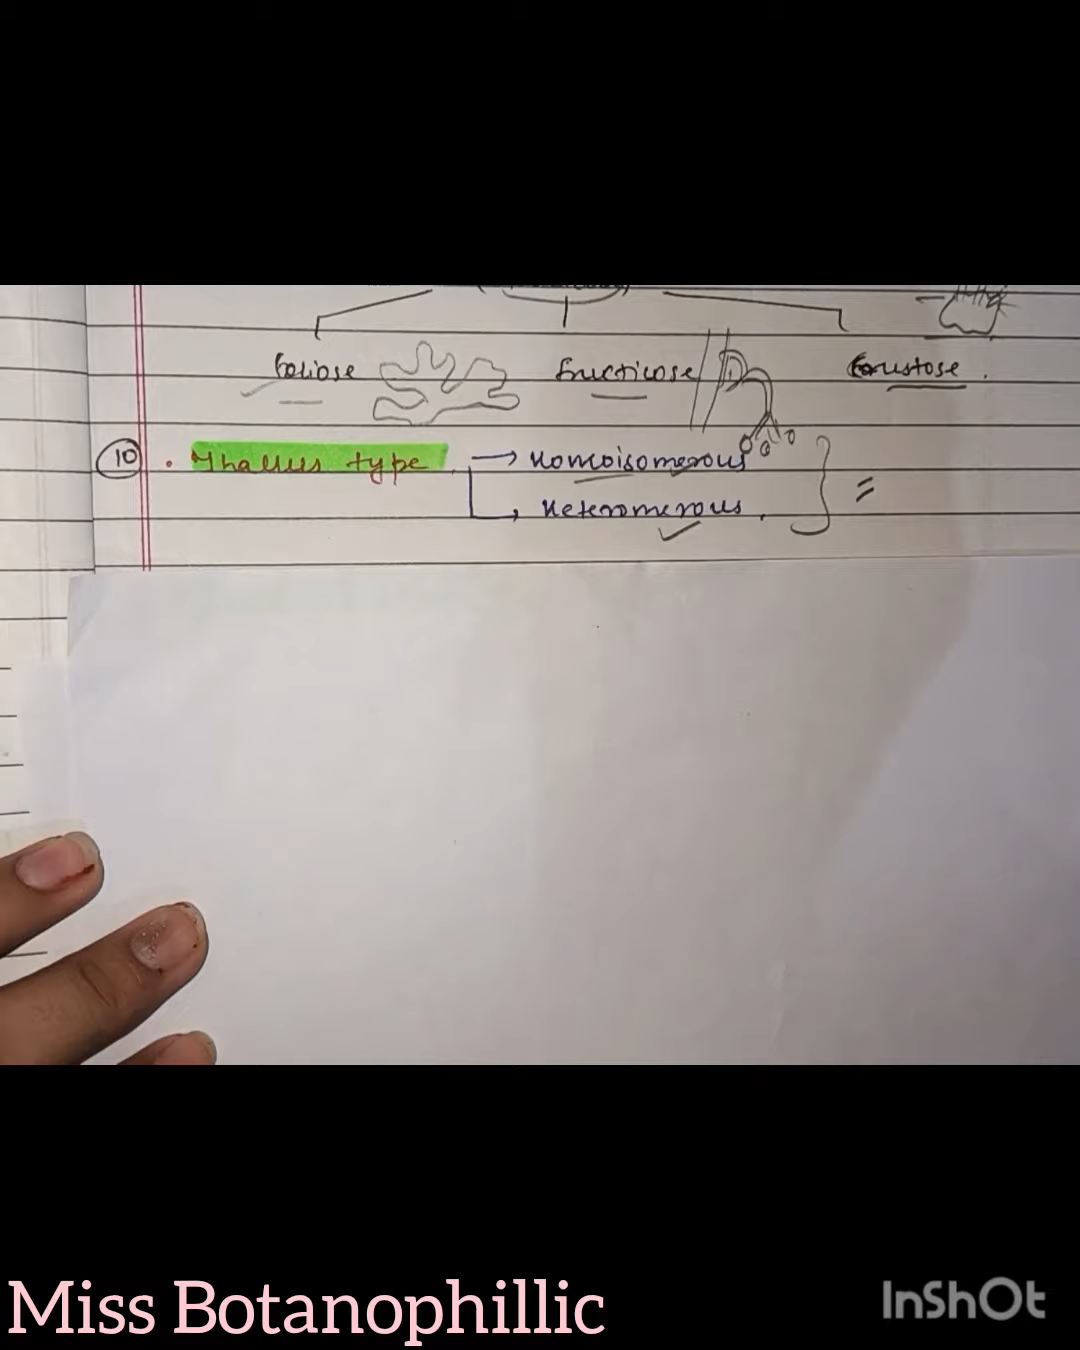 foliose fructicose crustose.
10 . Thallus type → Homoisomerous
→ Heteromerous.
Miss Botanophillic
InShOt